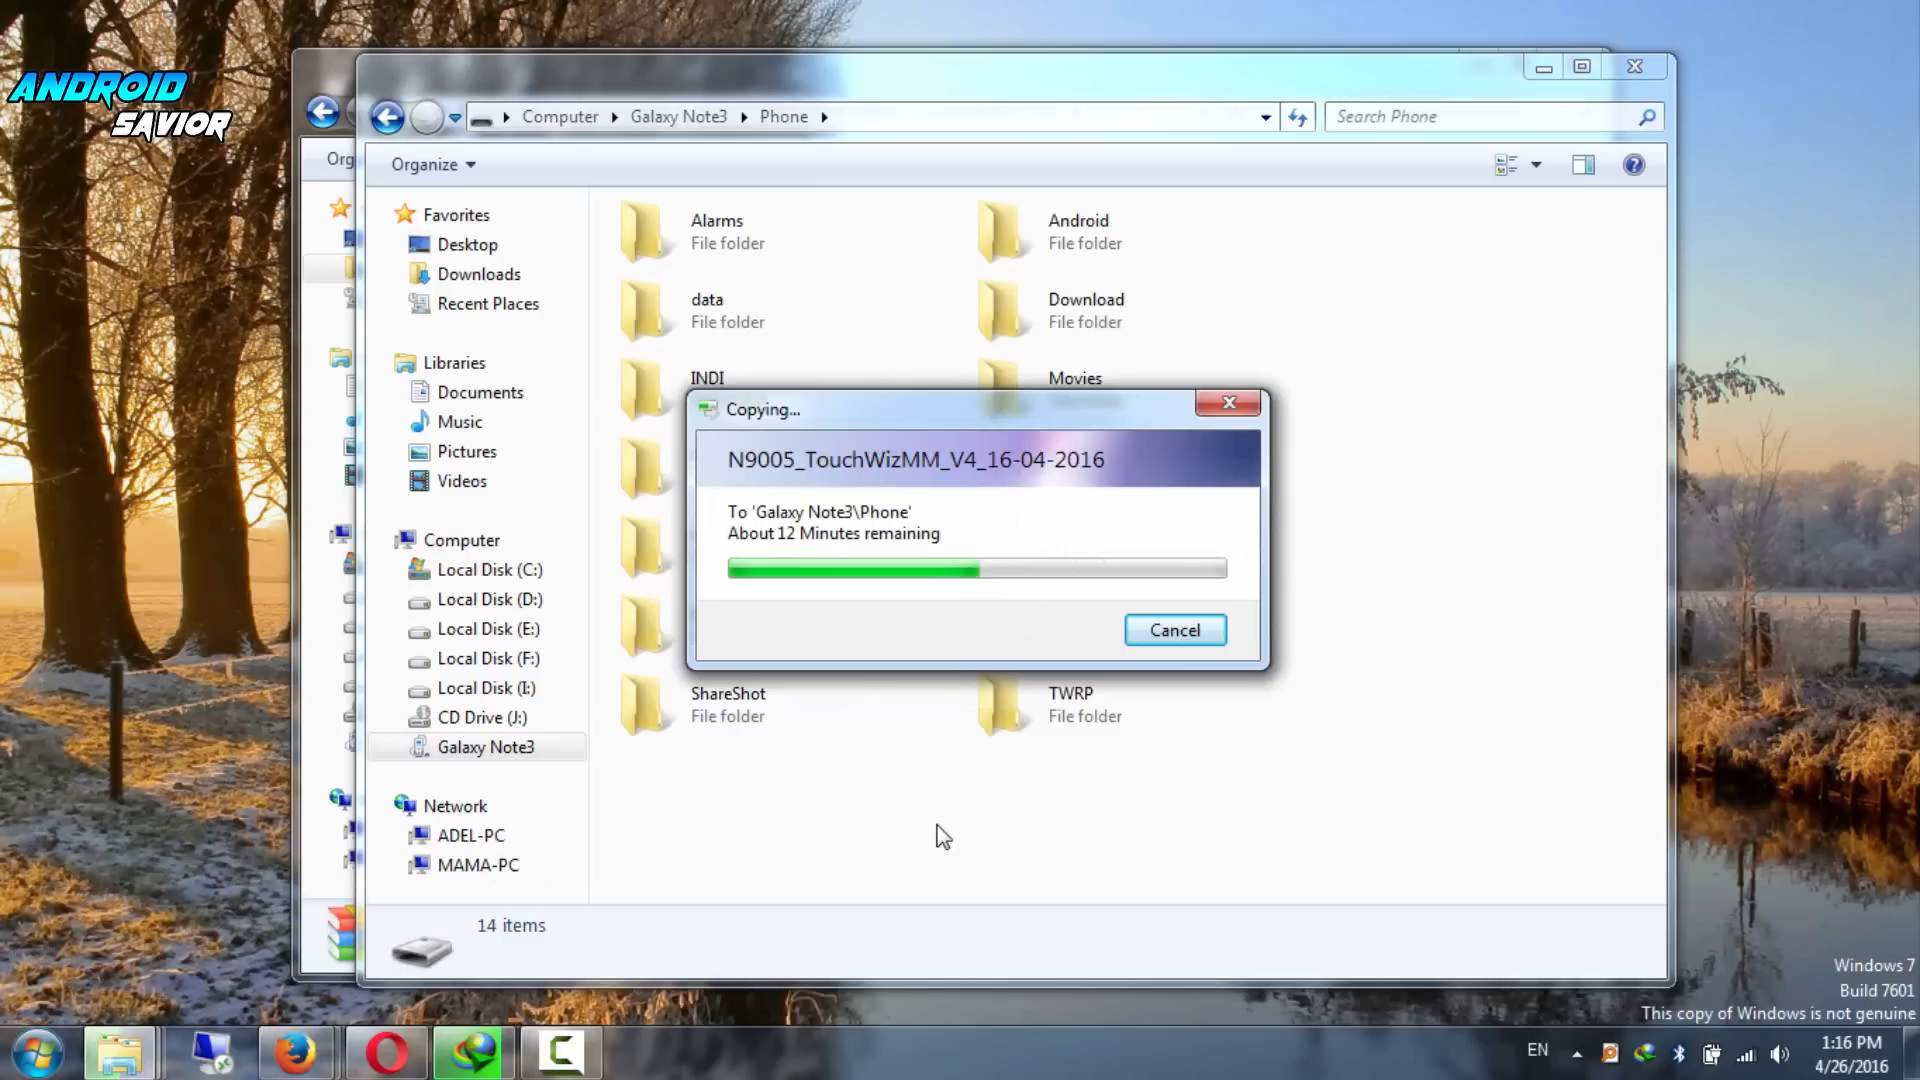 ANDROID
SAVIOR
Computer
Galaxy Note3
Phone
Search Phone
Org
Organize
Favorites
Desktop
Downloads
Recent Places
Libraries
Documents
Music
Pictures
Videos
Computer
Local Disk (C:)
Local Disk (D:)
Local Disk (E:)
Local Disk (F:)
Local Disk (I:)
CD Drive (J:)
Galaxy Note3
Network
ADEL-PC
MAMA-PC
Alarms
File folder
Android
File folder
data
File folder
Download
File folder
INDI
Movies
Copying...
N9005_TouchWizMM_V4_16-04-2016
To 'Galaxy Note3\Phone'
About 12 Minutes remaining
Cancel
ShareShot
File folder
TWRP
File folder
14 items
Windows 7
Build 7601
This copy of Windows is not genuine
EN
1:16 PM
4/26/2016